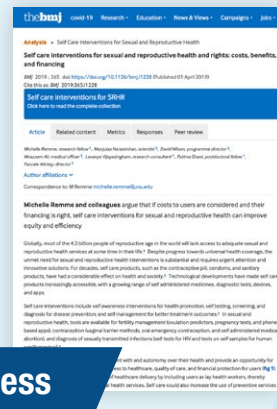 thebmj covid-19 Research Education News & Views Campaigns Jobs
Analysis » Self Care Interventions for Sexual and Reproductive Health
Self care interventions for sexual and reproductive health and rights: costs, benefits,
and financing
BMJ 2019 ; 365 doi: https://doi.org/10.1136/bmj.l1228 (Published 01 April 2019)
Cite this as: BMJ 2019;365:l1228
Self care interventions for SRHR
Click here to read the complete collection
Article Related content Metrics Responses Peer review
Michelle Remme, research fellow, Manjulaa Narasimhan, scientist, David Wilson, programme director,
Moazzam Ali, medical officer, Lavanya Vijayasingham, research consultant, Fatima Ghani, postdoctoral fellow,
Pascale Allotey, director
Author affiliations
Correspondence to: M Remme michelle.remme@unu.edu
Michelle Remme and colleagues argue that if costs to users are considered and their
financing is right, self care interventions for sexual and reproductive health can improve
equity and efficiency
Globally, most of the 4.3 billion people of reproductive age in the world will lack access to adequate sexual and
reproductive health services at some time in their life. Despite progress towards universal health coverage, the
unmet need for sexual and reproductive health interventions is substantial and requires urgent attention and
innovative solutions. For decades, self care products, such as the contraceptive pill, condoms, and sanitary
products, have had a considerable effect on health and society. Technological developments have made self care
products increasingly accessible, with a growing range of self administered medicines, diagnostic tests, devices,
and apps.
Self care interventions include self awareness interventions for health promotion; self testing, screening, and
diagnosis for disease prevention; and self management for better treatment outcomes. In sexual and
reproductive health, tools are available for fertility management (ovulation predictors, pregnancy tests, and phone
based apps), contraception (vaginal barrier methods, oral emergency contraception, and self administered medical
abortion), and diagnosis of sexually transmitted infections (self tests for HIV and tests on self samples for human
ent with and autonomy over their health and provide an opportunity for
ess to healthcare, quality of care, and financial protection for users (fig 1).
f healthcare delivery by including users as lay health workers, thereby
al health services. Self care could also increase the use of preventive services
ess